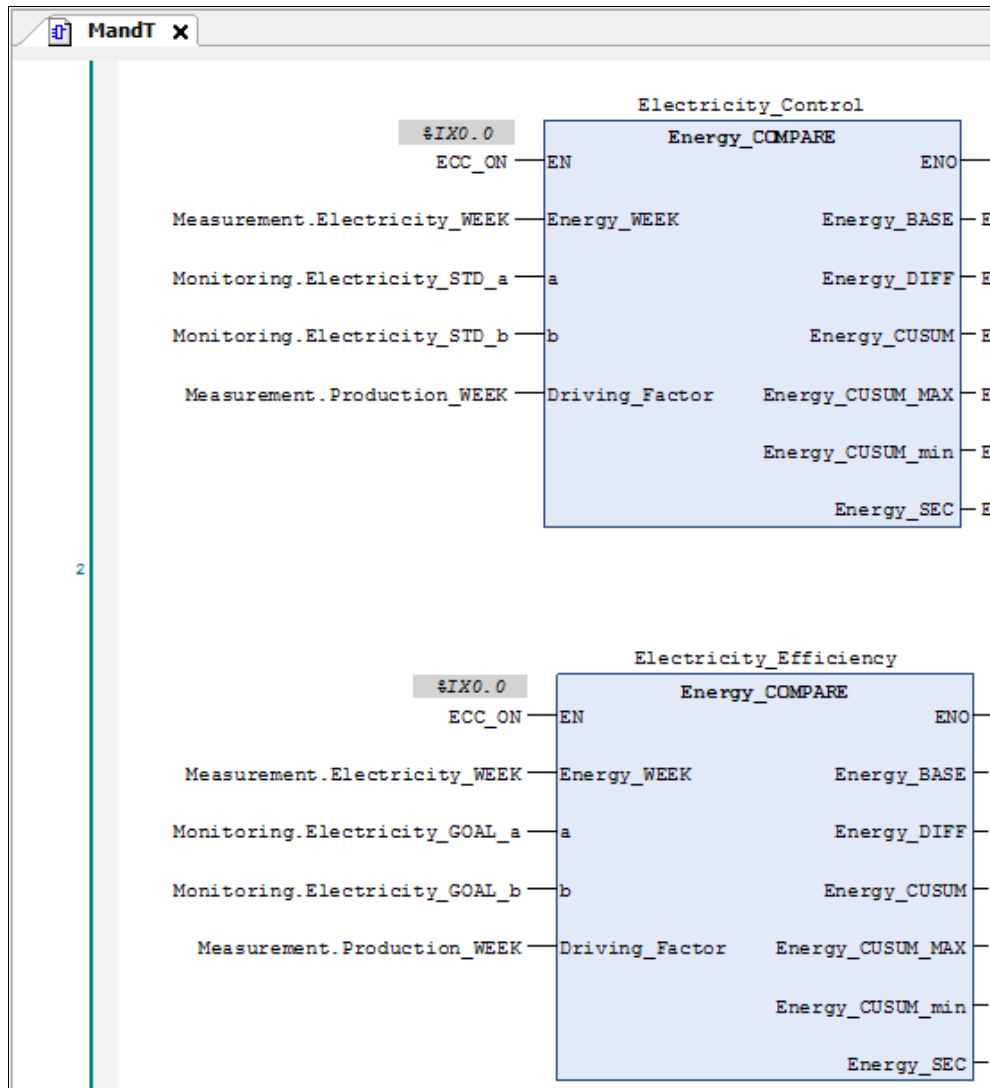 MandT
Electricity_Control
%IX0.0
Energy_COMPARE
ECC_ON EN ENO
Measurement.Electricity_WEEK Energy_WEEK Energy_BASE E
Monitoring.Electricity_STD_a a Energy_DIFF E
Monitoring.Electricity_STD_b b Energy_CUSUM E
Measurement.Production_WEEK Driving_Factor Energy_CUSUM_MAX E
Energy_CUSUM_min E
Energy_SEC E
2
Electricity_Efficiency
%IX0.0
Energy_COMPARE
ECC_ON EN ENO
Measurement.Electricity_WEEK Energy_WEEK Energy_BASE
Monitoring.Electricity_GOAL_a a Energy_DIFF
Monitoring.Electricity_GOAL_b b Energy_CUSUM
Measurement.Production_WEEK Driving_Factor Energy_CUSUM_MAX
Energy_CUSUM_min
Energy_SEC